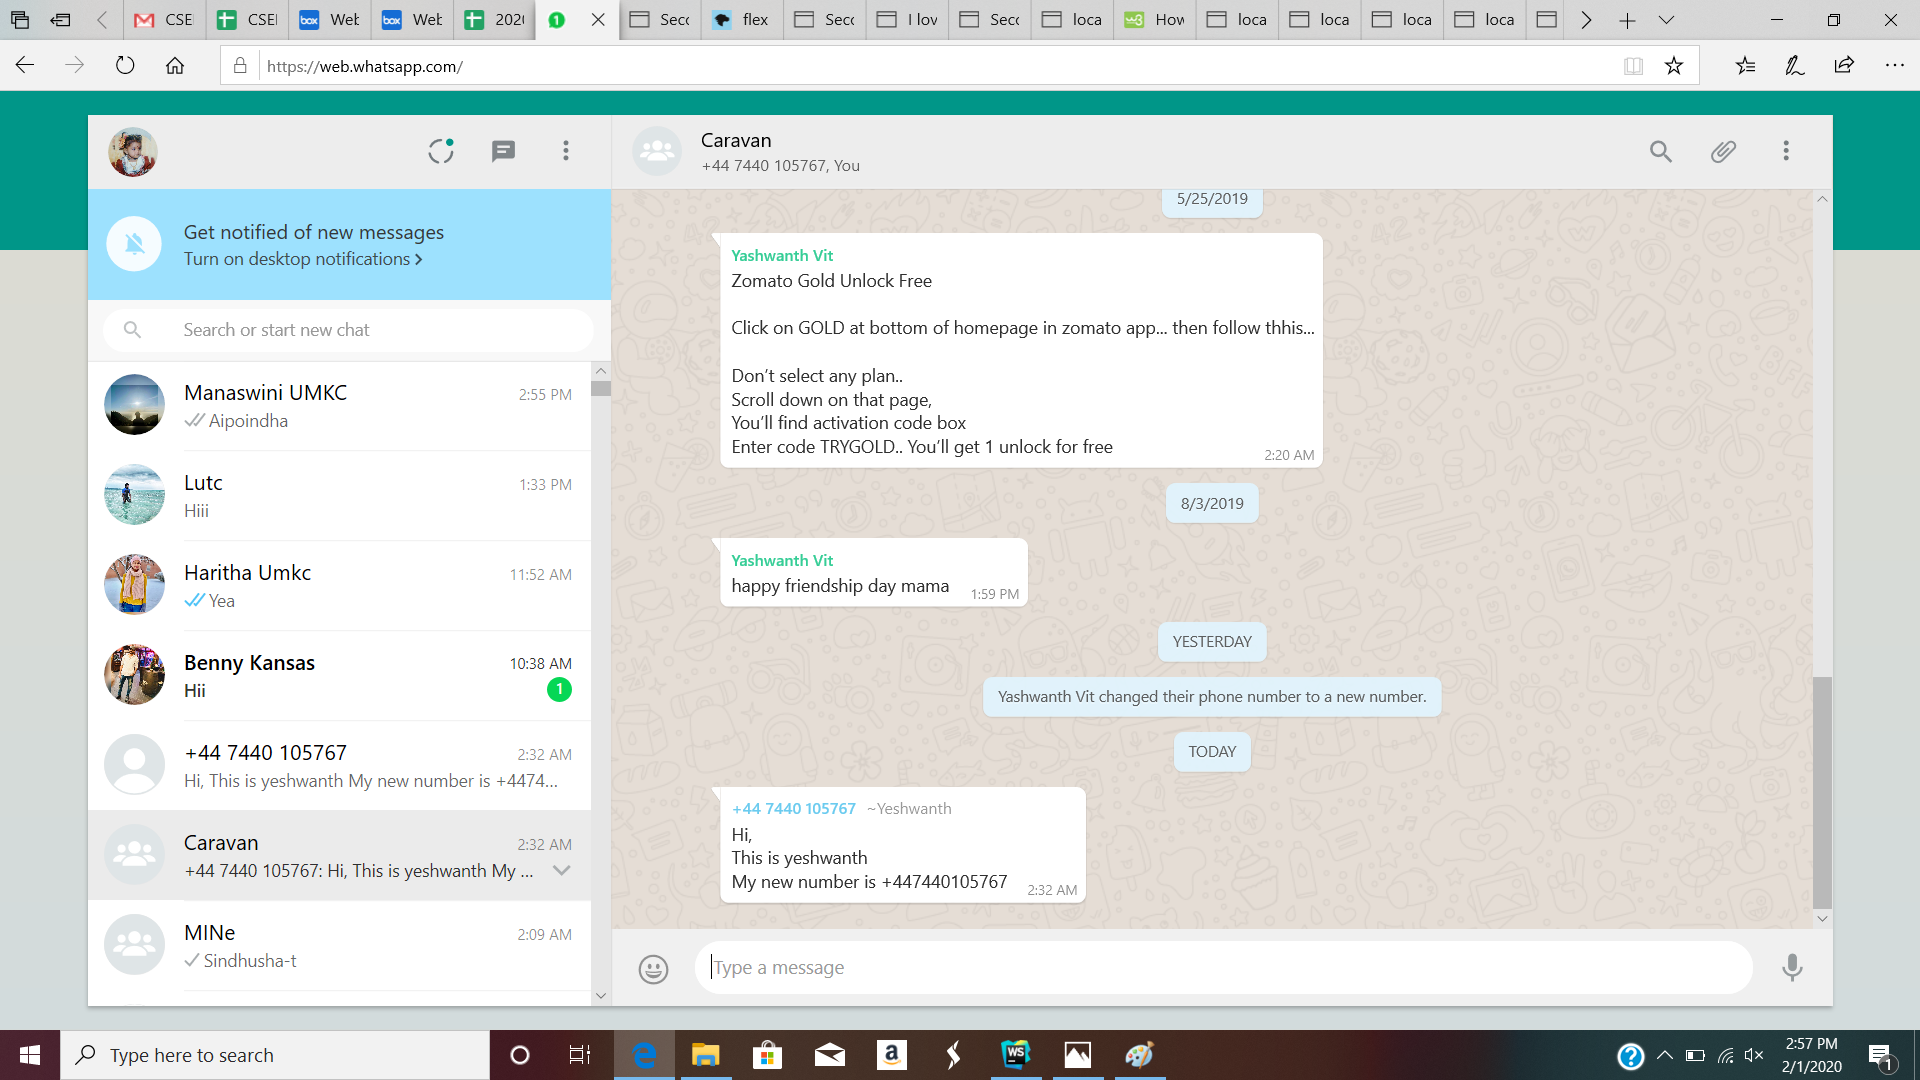 CSE
CSE
Web
Web
202
1
Secc
flex
Secc
I lov
Secc
loca
How
loca
loca
loca
loca
https://web.whatsapp.com/
Caravan
+44 7440 105767, You
Get notified of new messages
Turn on desktop notifications >
Search or start new chat
Manaswini UMKC 2:55 PM
Aipoindha
Lutc 1:33 PM
Hiii
Haritha Umkc 11:52 AM
Yea
Benny Kansas 10:38 AM
Hii 1
+44 7440 105767 2:32 AM
Hi, This is yeshwanth My new number is +4474...
Caravan 2:32 AM
+44 7440 105767: Hi, This is yeshwanth My ...
MINe 2:09 AM
Sindhusha-t
5/25/2019
Yashwanth Vit
Zomato Gold Unlock Free
Click on GOLD at bottom of homepage in zomato app... then follow thhis...
Don't select any plan..
Scroll down on that page,
You'll find activation code box
Enter code TRYGOLD.. You'll get 1 unlock for free
2:20 AM
8/3/2019
Yashwanth Vit
happy friendship day mama 1:59 PM
YESTERDAY
Yashwanth Vit changed their phone number to a new number.
TODAY
+44 7440 105767 ~Yeshwanth
Hi,
This is yeshwanth
My new number is +447440105767 2:32 AM
Type a message
Type here to search
WS
2:57 PM
2/1/2020
1